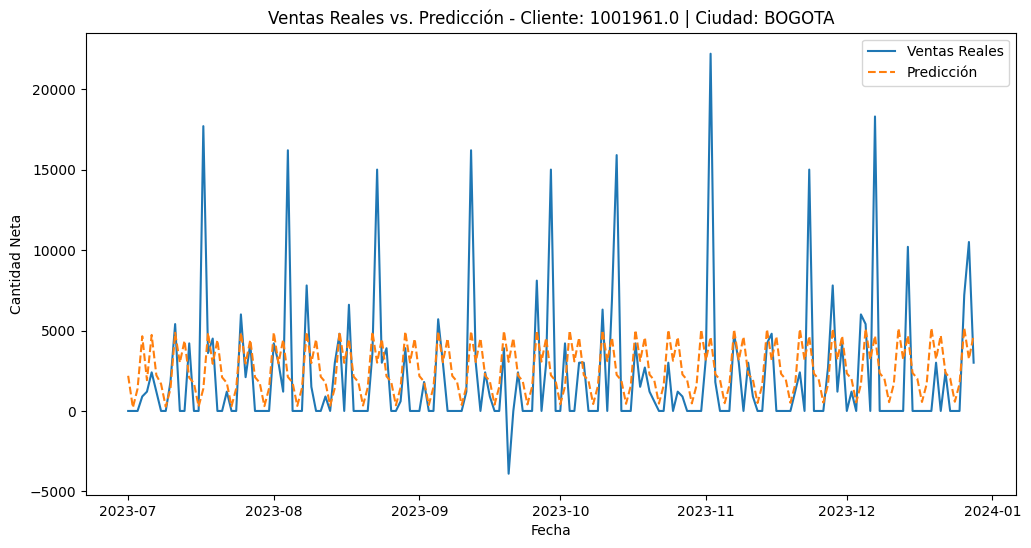 Ventas Reales vs. Predicción - Cliente: 1001961.0 | Ciudad: BOGOTA
Ventas Reales
Predicción
Cantidad Neta
20000
15000
10000
5000
0
−5000
2023-07
2023-08
2023-09
2023-10
2023-11
2023-12
2024-01
Fecha